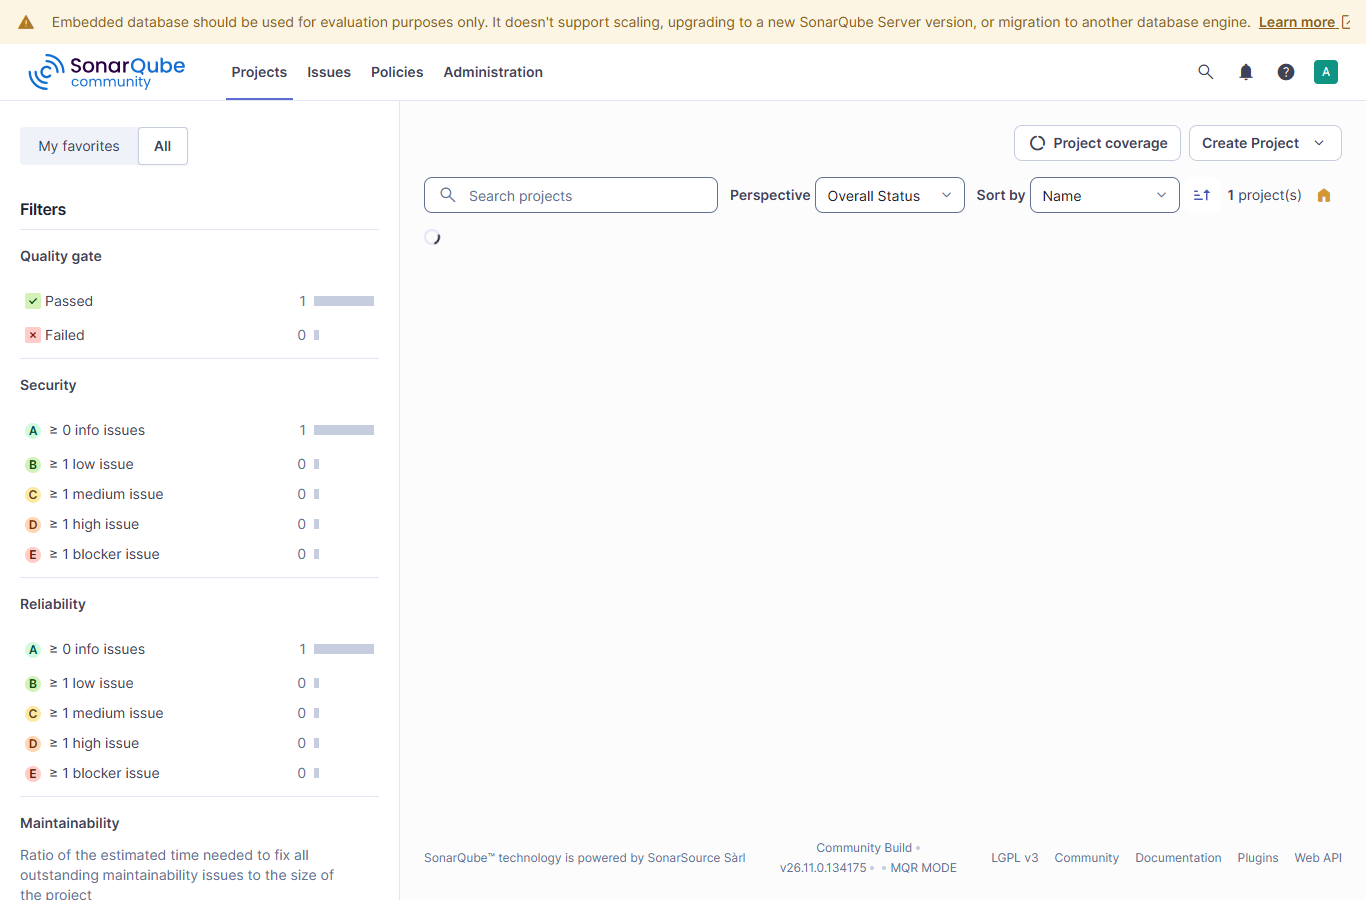 Embedded database should be used for evaluation purposes only. It doesn't support scaling, upgrading to a new SonarQube Server version, or migration to another database engine. Learn more
SonarQube community
Projects Issues Policies Administration
A
My favorites All
Project coverage Create Project
Search projects Perspective Overall Status Sort by Name 1 project(s)
Filters
Quality gate
Passed 1
Failed 0
Security
A ≥ 0 info issues 1
B ≥ 1 low issue 0
C ≥ 1 medium issue 0
D ≥ 1 high issue 0
E ≥ 1 blocker issue 0
Reliability
A ≥ 0 info issues 1
B ≥ 1 low issue 0
C ≥ 1 medium issue 0
D ≥ 1 high issue 0
E ≥ 1 blocker issue 0
Maintainability
Ratio of the estimated time needed to fix all
outstanding maintainability issues to the size of
the project
SonarQube™ technology is powered by SonarSource Sàrl
Community Build •
v26.11.0.134175 • • MQR MODE
LGPL v3 Community Documentation Plugins Web API